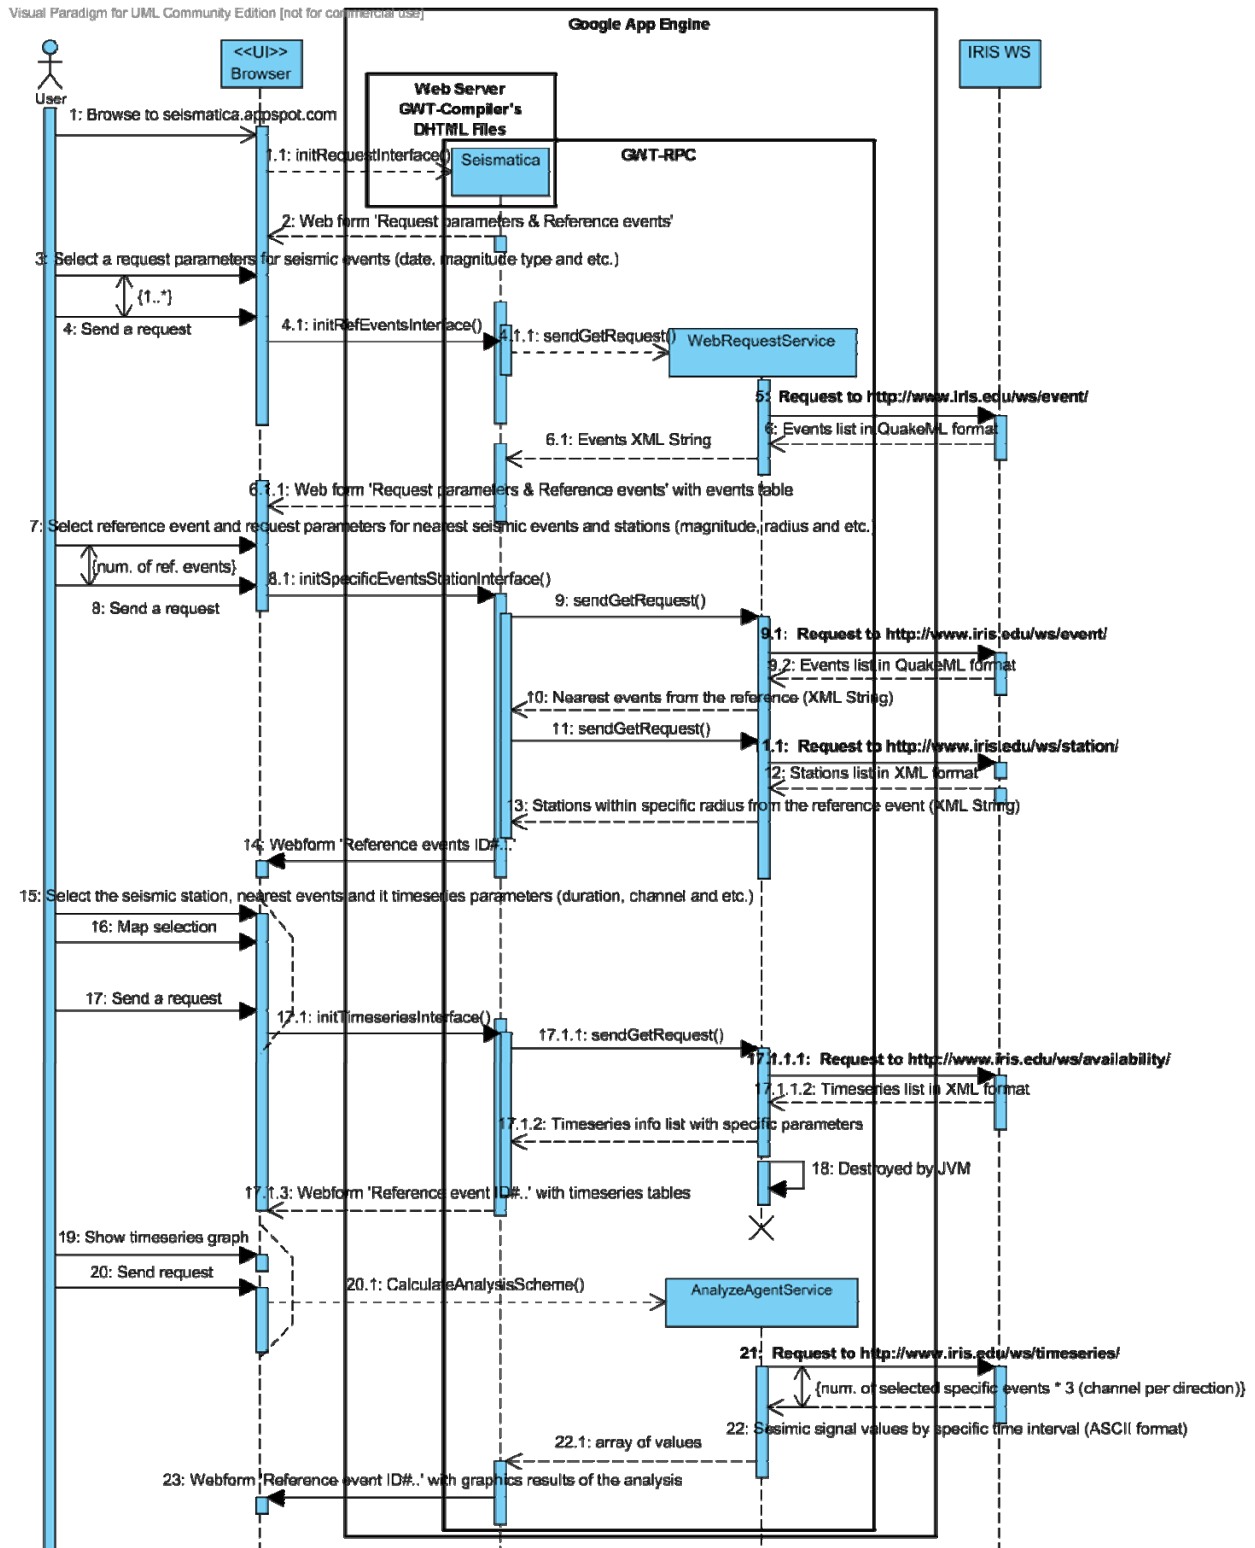 Visual Paradigm for UML Community Edition [not for commercial use]
Google App Engine
<<UI>>
Browser
IRIS WS
User
Web Server
GWT-Compiler's
DHTML Files
1: Browse to seismatica.appspot.com
GWT-RPC
1.1: initRequestInterface()
Seismatica
2: Web form 'Request parameters & Reference events'
3: Select a request parameters for seismic events (date. magnitude type and etc.)
{1..*}
4: Send a request
4.1: initRefEventsInterface()
4.1.1: sendGetRequest()
WebRequestService
5: Request to http://www.iris.edu/ws/event/
6: Events list in QuakeML format
6.1: Events XML String
6.1.1: Web form 'Request parameters & Reference events' with events table
7: Select reference event and request parameters for nearest seismic events and stations (magnitude, radius and etc.)
{num. of ref. events}
8.1: initSpecificEventsStationInterface()
8: Send a request
9: sendGetRequest()
9.1: Request to http://www.iris.edu/ws/event/
9.2: Events list in QuakeML format
10: Nearest events from the reference (XML String)
11: sendGetRequest()
11.1: Request to http://www.iris.edu/ws/station/
12: Stations list in XML format
13: Stations within specific radius from the reference event (XML String)
14: Webform 'Reference events ID#..'
15: Select the seismic station, nearest events and it timeseries parameters (duration, channel and etc.)
16: Map selection
17: Send a request
17.1: initTimeseriesInterface()
17.1.1: sendGetRequest()
17.1.1.1: Request to http://www.iris.edu/ws/availability/
17.1.1.2: Timeseries list in XML format
17.1.2: Timeseries info list with specific parameters
18: Destroyed by JVM
17.1.3: Webform 'Reference event ID#..' with timeseries tables
19: Show timeseries graph
20: Send request
20.1: CalculateAnalysisScheme()
AnalyzeAgentService
21: Request to http://www.iris.edu/ws/timeseries/
{num. of selected specific events * 3 (channel per direction)}
22: Sesimic signal values by specific time interval (ASCII format)
22.1: array of values
23: Webform 'Reference event ID#..' with graphics results of the analysis